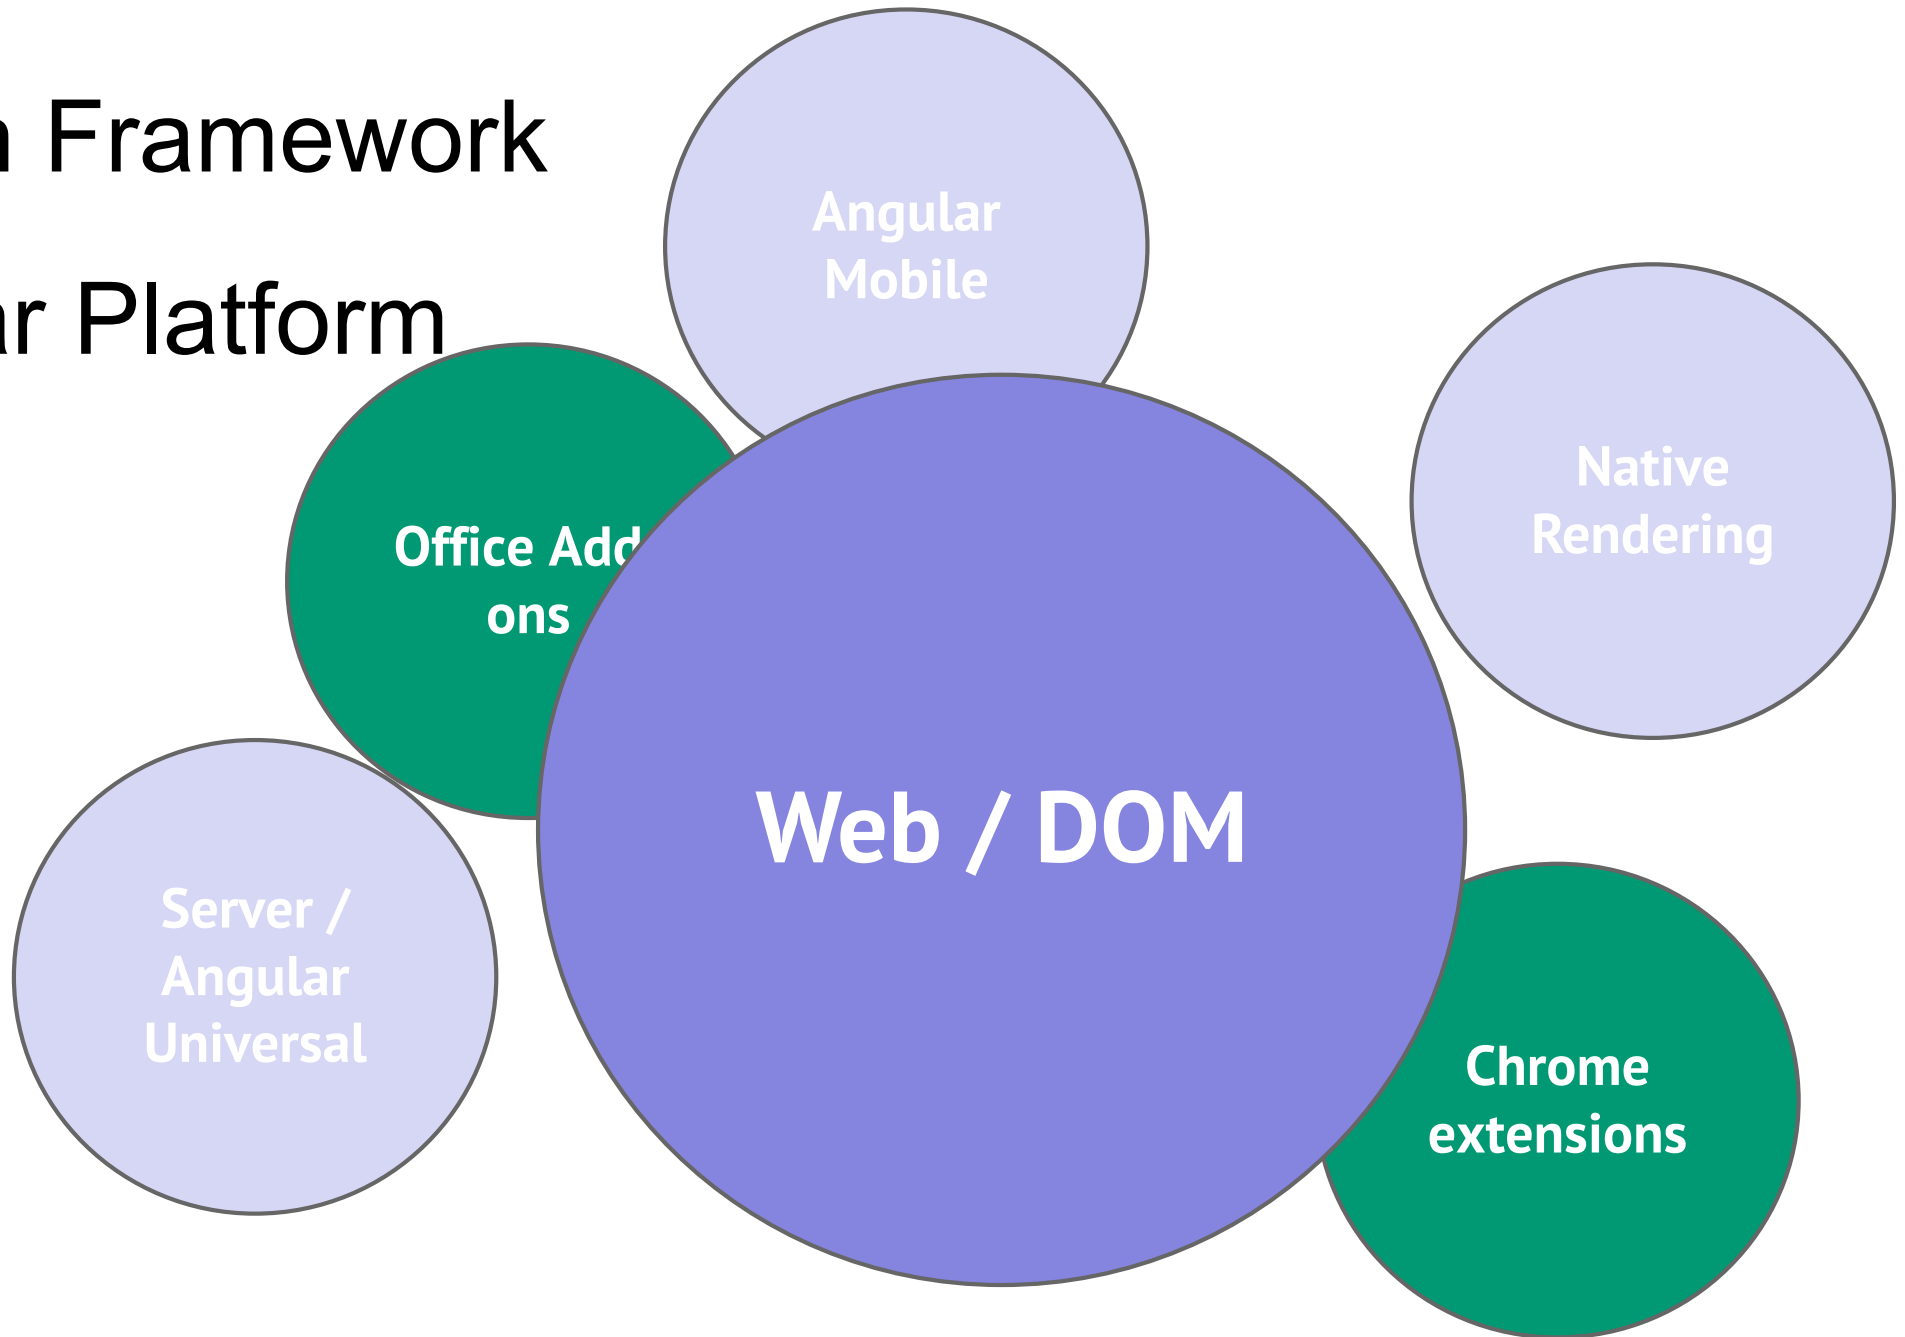 Framework
Platform
Angular
Mobile
Native
Rendering
Office Add
ons
Web / DOM
Server /
Angular
Universal
Chrome
extensions